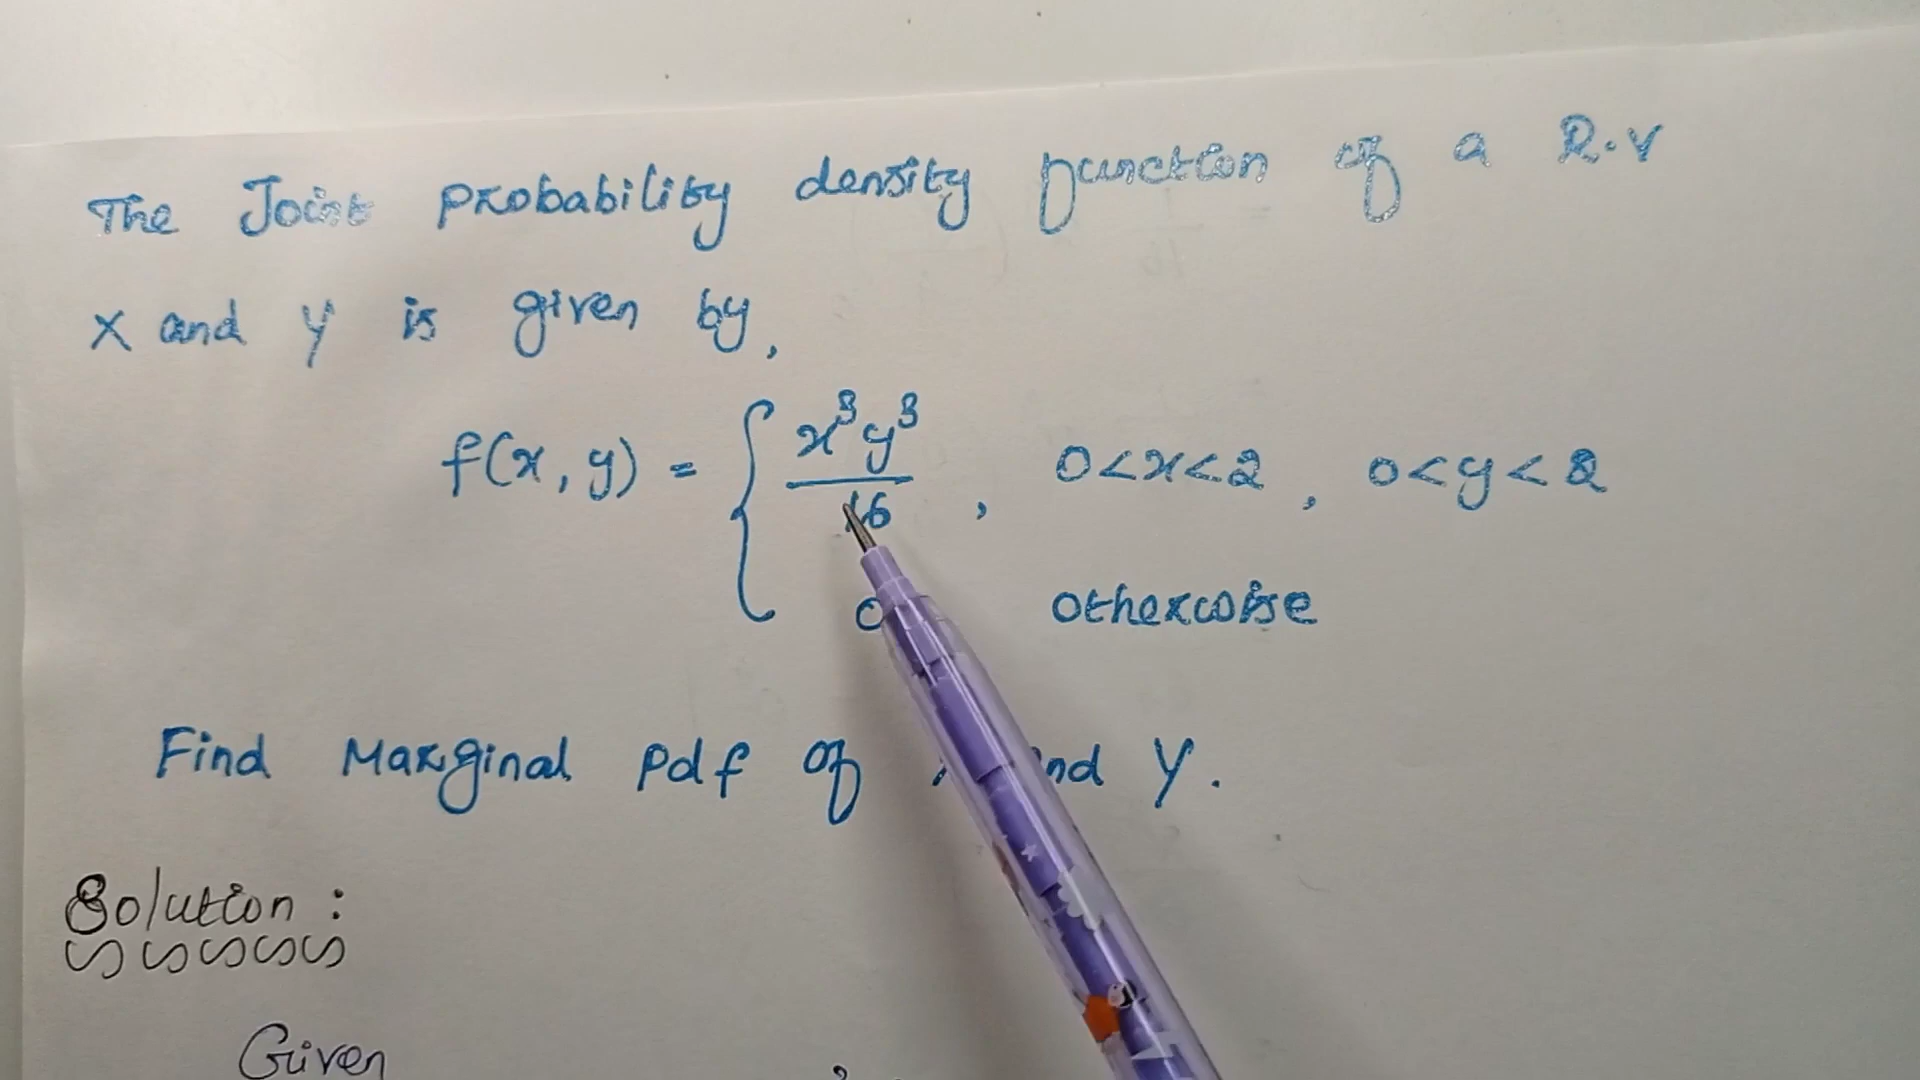 The Joint probability density function of a R.V
X and Y is given by,
f(x, y) = { x³y³/16 , 0<x<2 , 0<y<2
0 otherwise
Find Marginal pdf of and Y.
Solution :
Given